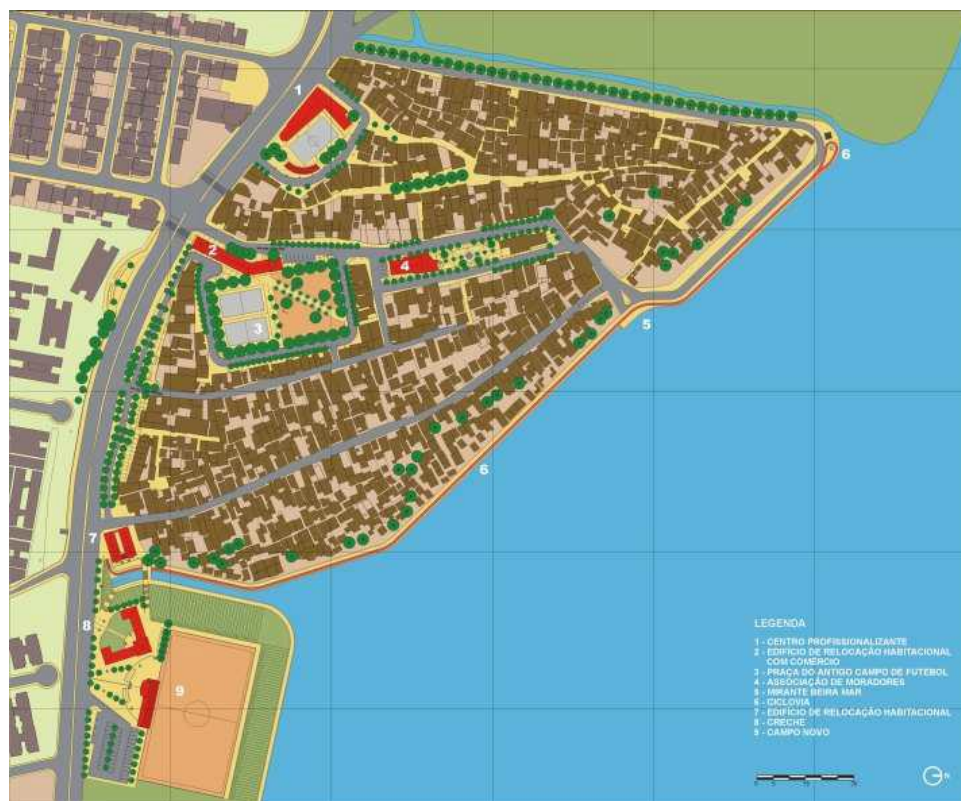 1
6
2
4
3
5
6
7
8
9
LEGENDA
1 - CENTRO PROFISSIONALIZANTE
2 - EDIFÍCIO DE RELOCAÇÃO HABITACIONAL
COM COMÉRCIO
3 - PRAÇA DO ANTIGO CAMPO DE FUTEBOL
4 - ASSOCIAÇÃO DE MORADORES
5 - MIRANTE BEIRA MAR
6 - CICLOVIA
7 - EDIFÍCIO DE RELOCAÇÃO HABITACIONAL
8 - CRECHE
9 - CAMPO NOVO
N